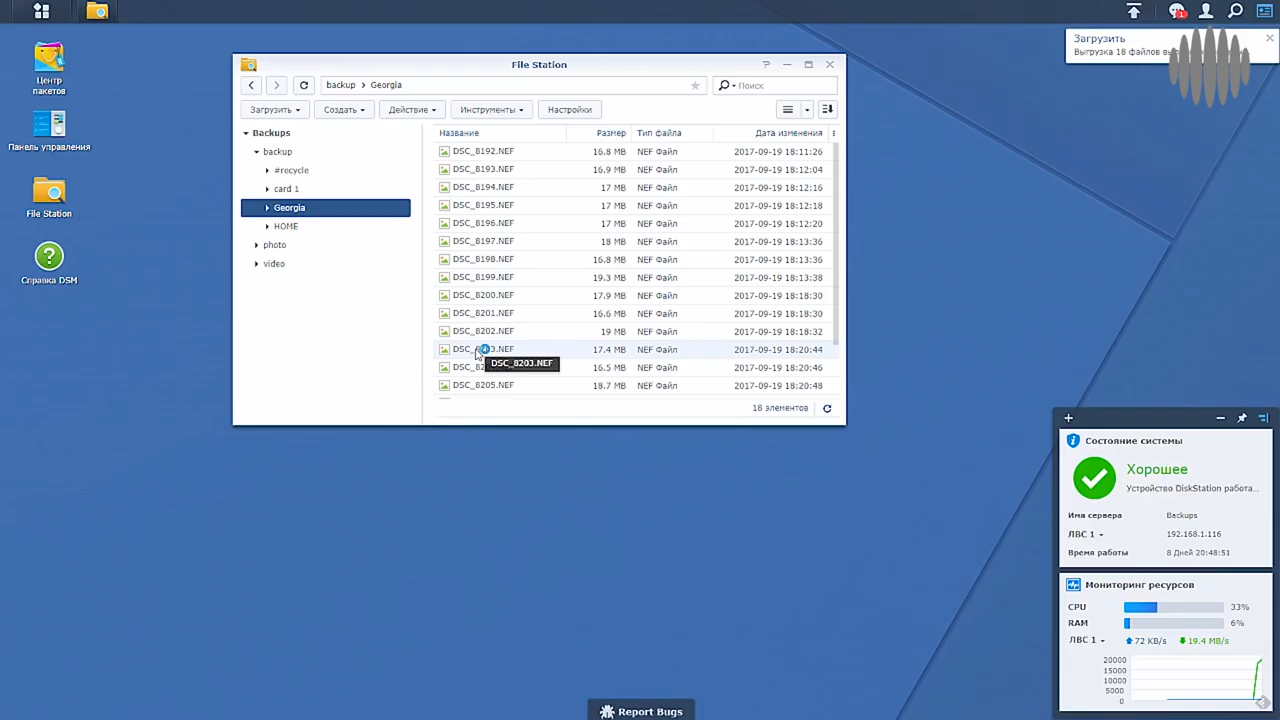 1
Загрузить
Выгрузка 18 файлов
Центр пакетов
Панель управления
File Station
Справка DSM
File Station
backup Georgia
Поиск
Загрузить Создать Действие Инструменты Настройки
Backups
backup
#recycle
card 1
Georgia
HOME
photo
video
Название Размер Тип файла Дата изменения
DSC_8192.NEF 16.8 MB NEF Файл 2017-09-19 18:11:26
DSC_8193.NEF 16.9 MB NEF Файл 2017-09-19 18:12:04
DSC_8194.NEF 17 MB NEF Файл 2017-09-19 18:12:16
DSC_8195.NEF 17 MB NEF Файл 2017-09-19 18:12:18
DSC_8196.NEF 17 MB NEF Файл 2017-09-19 18:12:20
DSC_8197.NEF 18 MB NEF Файл 2017-09-19 18:13:36
DSC_8198.NEF 16.8 MB NEF Файл 2017-09-19 18:13:36
DSC_8199.NEF 19.3 MB NEF Файл 2017-09-19 18:13:38
DSC_8200.NEF 17.9 MB NEF Файл 2017-09-19 18:18:30
DSC_8201.NEF 16.6 MB NEF Файл 2017-09-19 18:18:30
DSC_8202.NEF 19 MB NEF Файл 2017-09-19 18:18:32
17.4 MB NEF Файл 2017-09-19 18:20:44
DSC_8203.NEF
16.5 MB NEF Файл 2017-09-19 18:20:46
DSC_8205.NEF 18.7 MB NEF Файл 2017-09-19 18:20:48
18 элементов
Состояние системы
Хорошее
Устройство DiskStation работа...
Имя сервера Backups
ЛВС 1 192.168.1.116
Время работы 8 Дней 20:48:51
Мониторинг ресурсов
CPU 33%
RAM 6%
ЛВС 1 72 KB/s 19.4 MB/s
20000
15000
10000
5000
0
Report Bugs